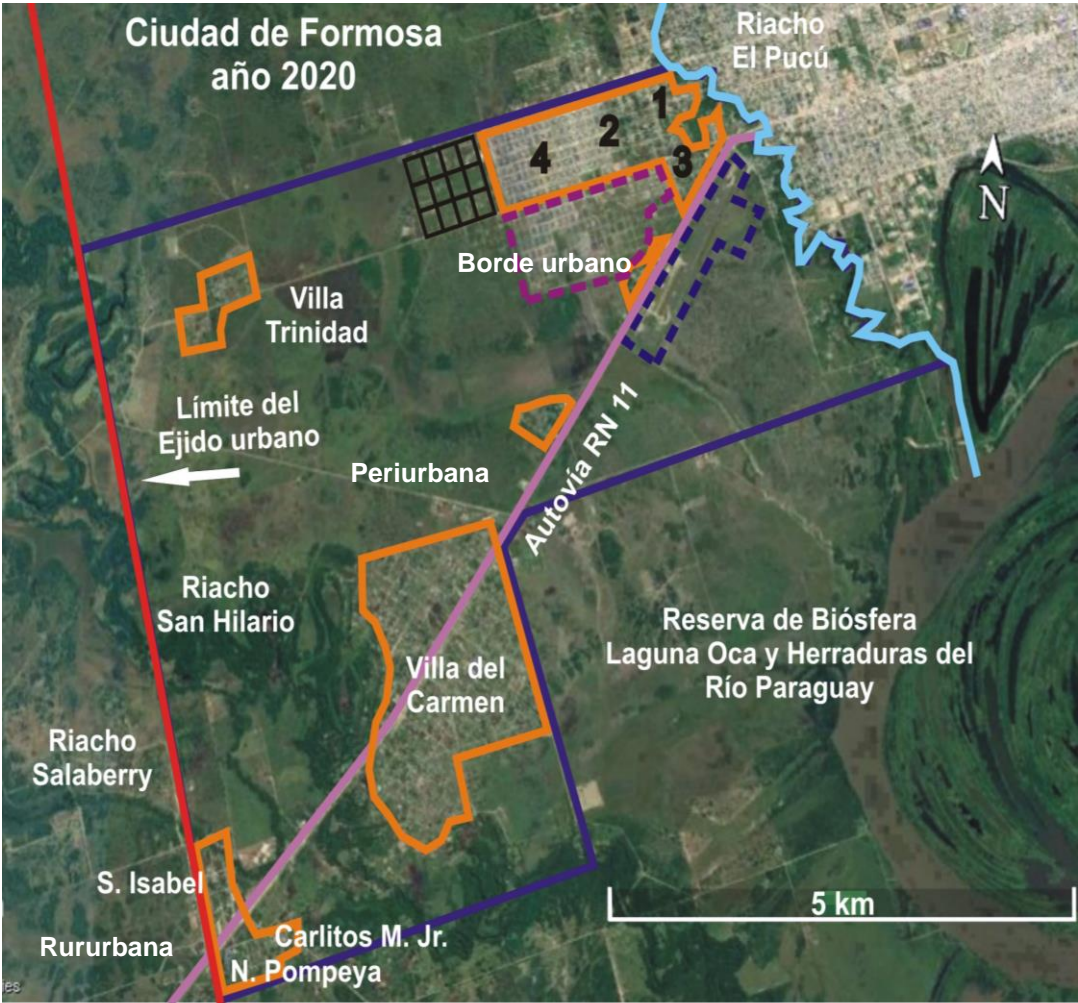 Ciudad de Formosa
año 2020
Riacho
El Pucú
1
2
3
4
N
Borde urbano
Villa
Trinidad
Límite del
Ejido urbano
Periurbana
Autovía RN 11
Riacho
San Hilario
Reserva de Biósfera
Laguna Oca y Herraduras del
Río Paraguay
Villa del
Carmen
Riacho
Salaberry
S. Isabel
5 km
Rururbana
Carlitos M. Jr.
N. Pompeya